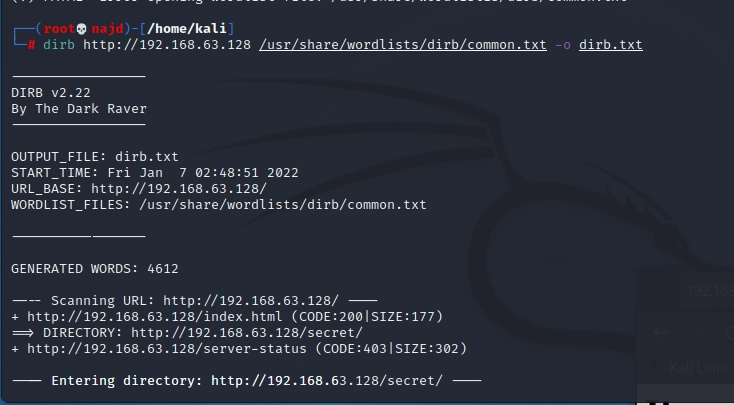 ┌──(root💀najd)-[/home/kali]
└─# dirb http://192.168.63.128 /usr/share/wordlists/dirb/common.txt -o dirb.txt
DIRB v2.22
By The Dark Raver
OUTPUT_FILE: dirb.txt
START_TIME: Fri Jan  7 02:48:51 2022
URL_BASE: http://192.168.63.128/
WORDLIST_FILES: /usr/share/wordlists/dirb/common.txt
GENERATED WORDS: 4612
---- Scanning URL: http://192.168.63.128/ ----
+ http://192.168.63.128/index.html (CODE:200|SIZE:177)
==> DIRECTORY: http://192.168.63.128/secret/
+ http://192.168.63.128/server-status (CODE:403|SIZE:302)
---- Entering directory: http://192.168.63.128/secret/ ----
Kali Linux